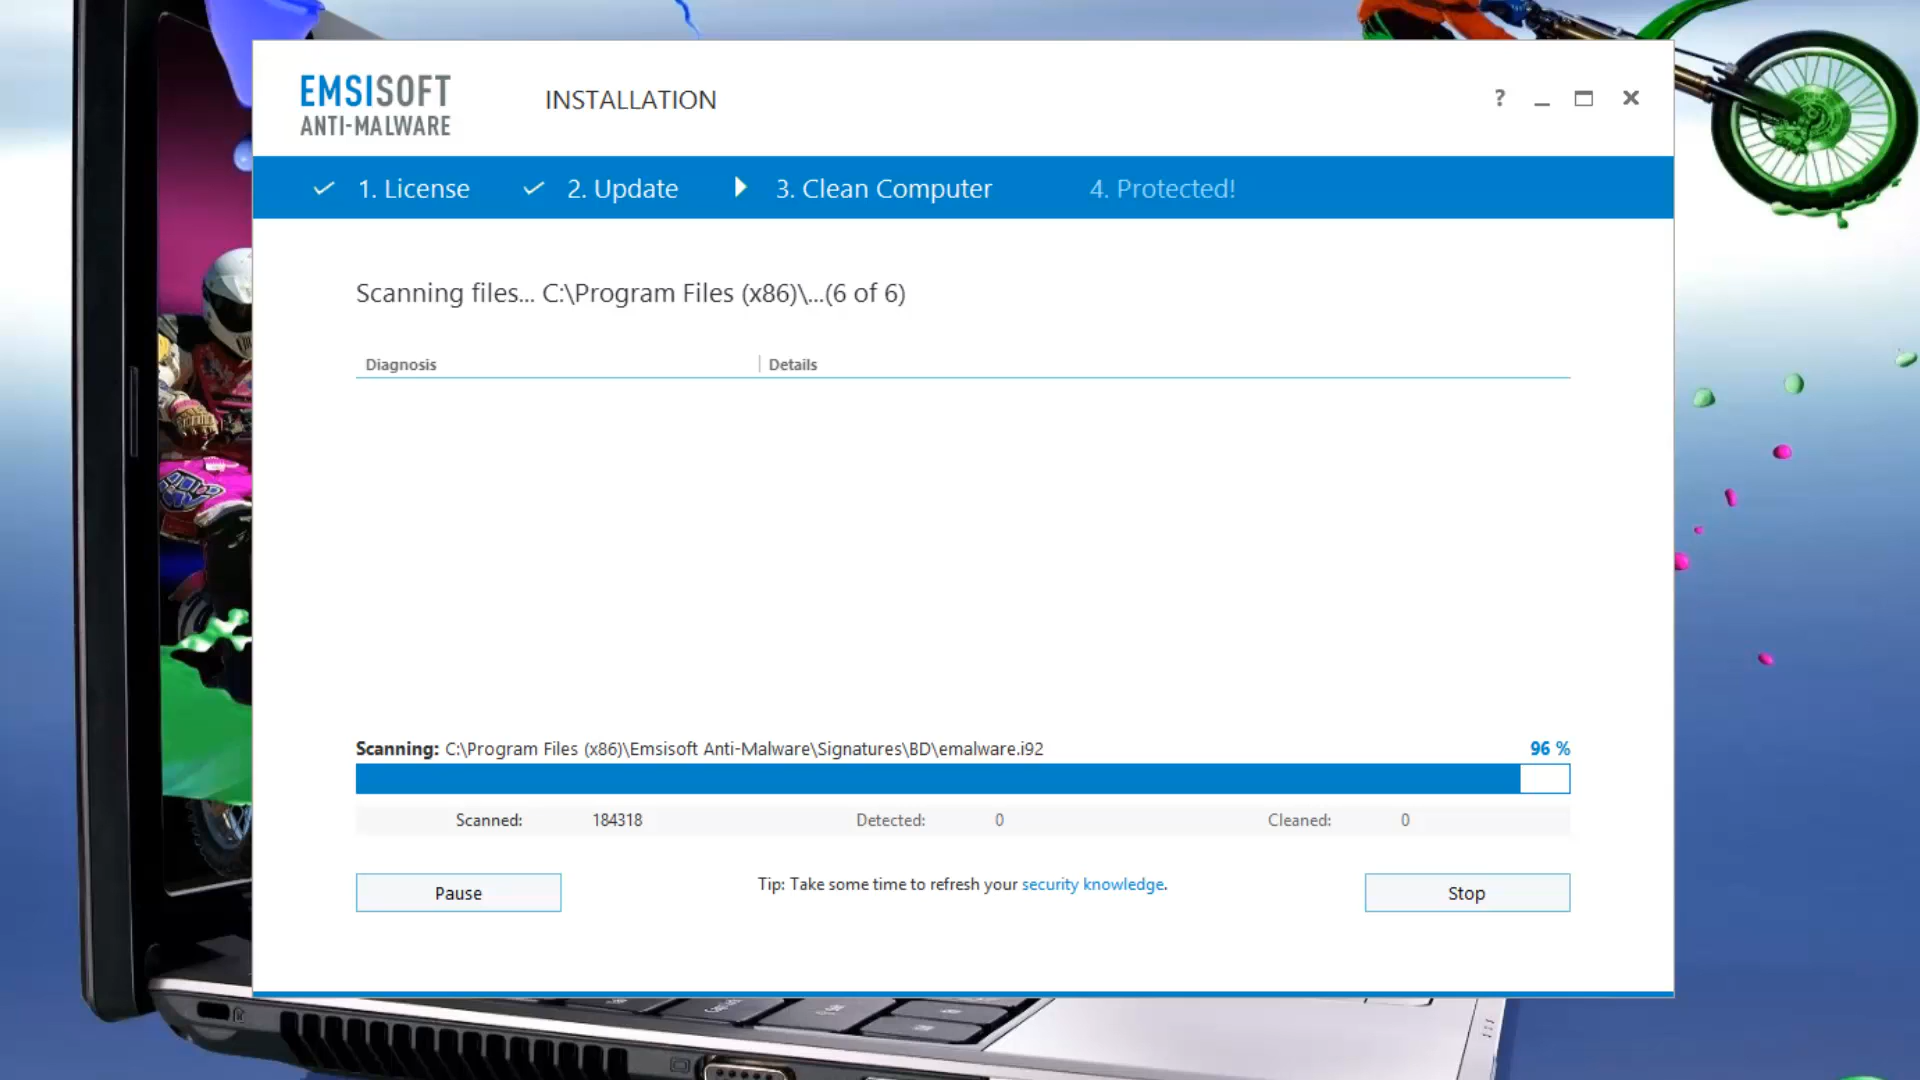 EMSISOFT
ANTI-MALWARE
INSTALLATION
?
1. License
2. Update
3. Clean Computer
4. Protected!
Scanning files... C:\Program Files (x86)\...(6 of 6)
Diagnosis
Details
Scanning: C:\Program Files (x86)\Emsisoft Anti-Malware\Signatures\BD\emalware.i92
96 %
Scanned: 184318
Detected: 0
Cleaned: 0
Pause
Tip: Take some time to refresh your security knowledge.
Stop